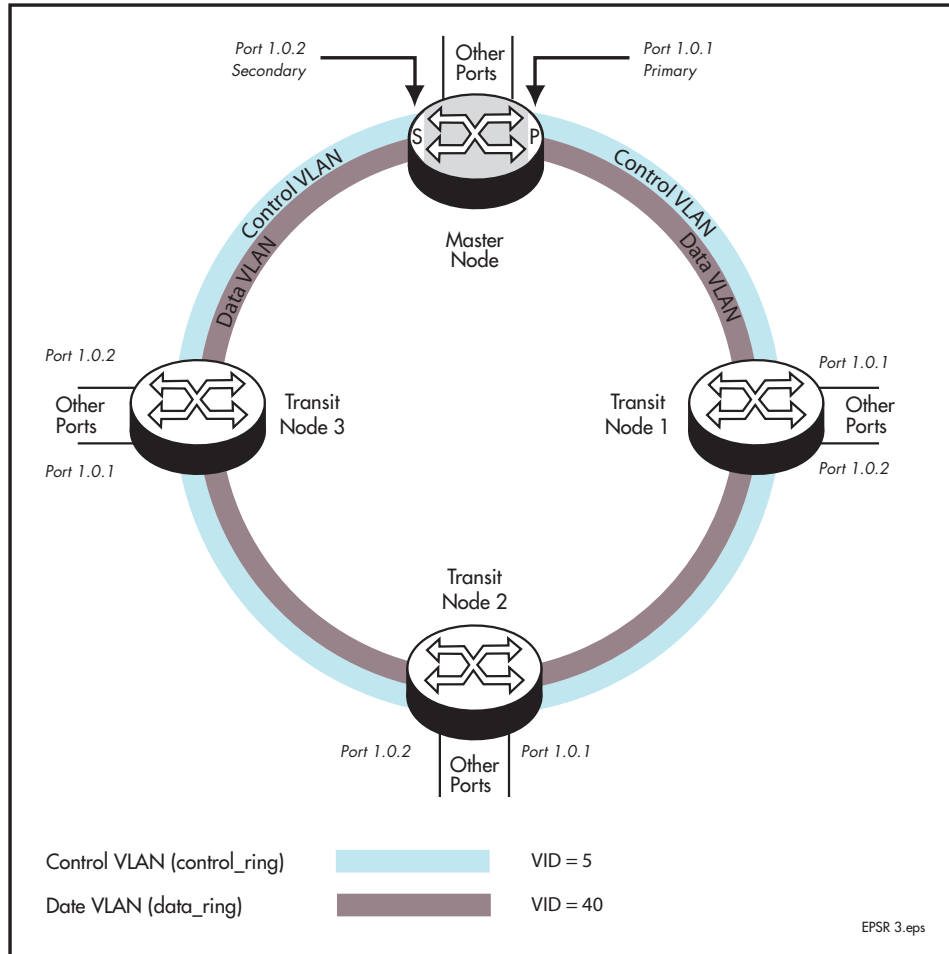 Port 1.0.2
Secondary
Other
Ports
Port 1.0.1
Primary
S
P
Control VLAN
Data VLAN
Control VLAN
Data VLAN
Master
Node
Port 1.0.2
Other
Ports
Port 1.0.1
Transit
Node 3
Transit
Node 1
Port 1.0.1
Other
Ports
Port 1.0.2
Transit
Node 2
Port 1.0.2
Other
Ports
Port 1.0.1
Control VLAN (control_ring) VID = 5
Date VLAN (data_ring) VID = 40
EPSR 3.eps